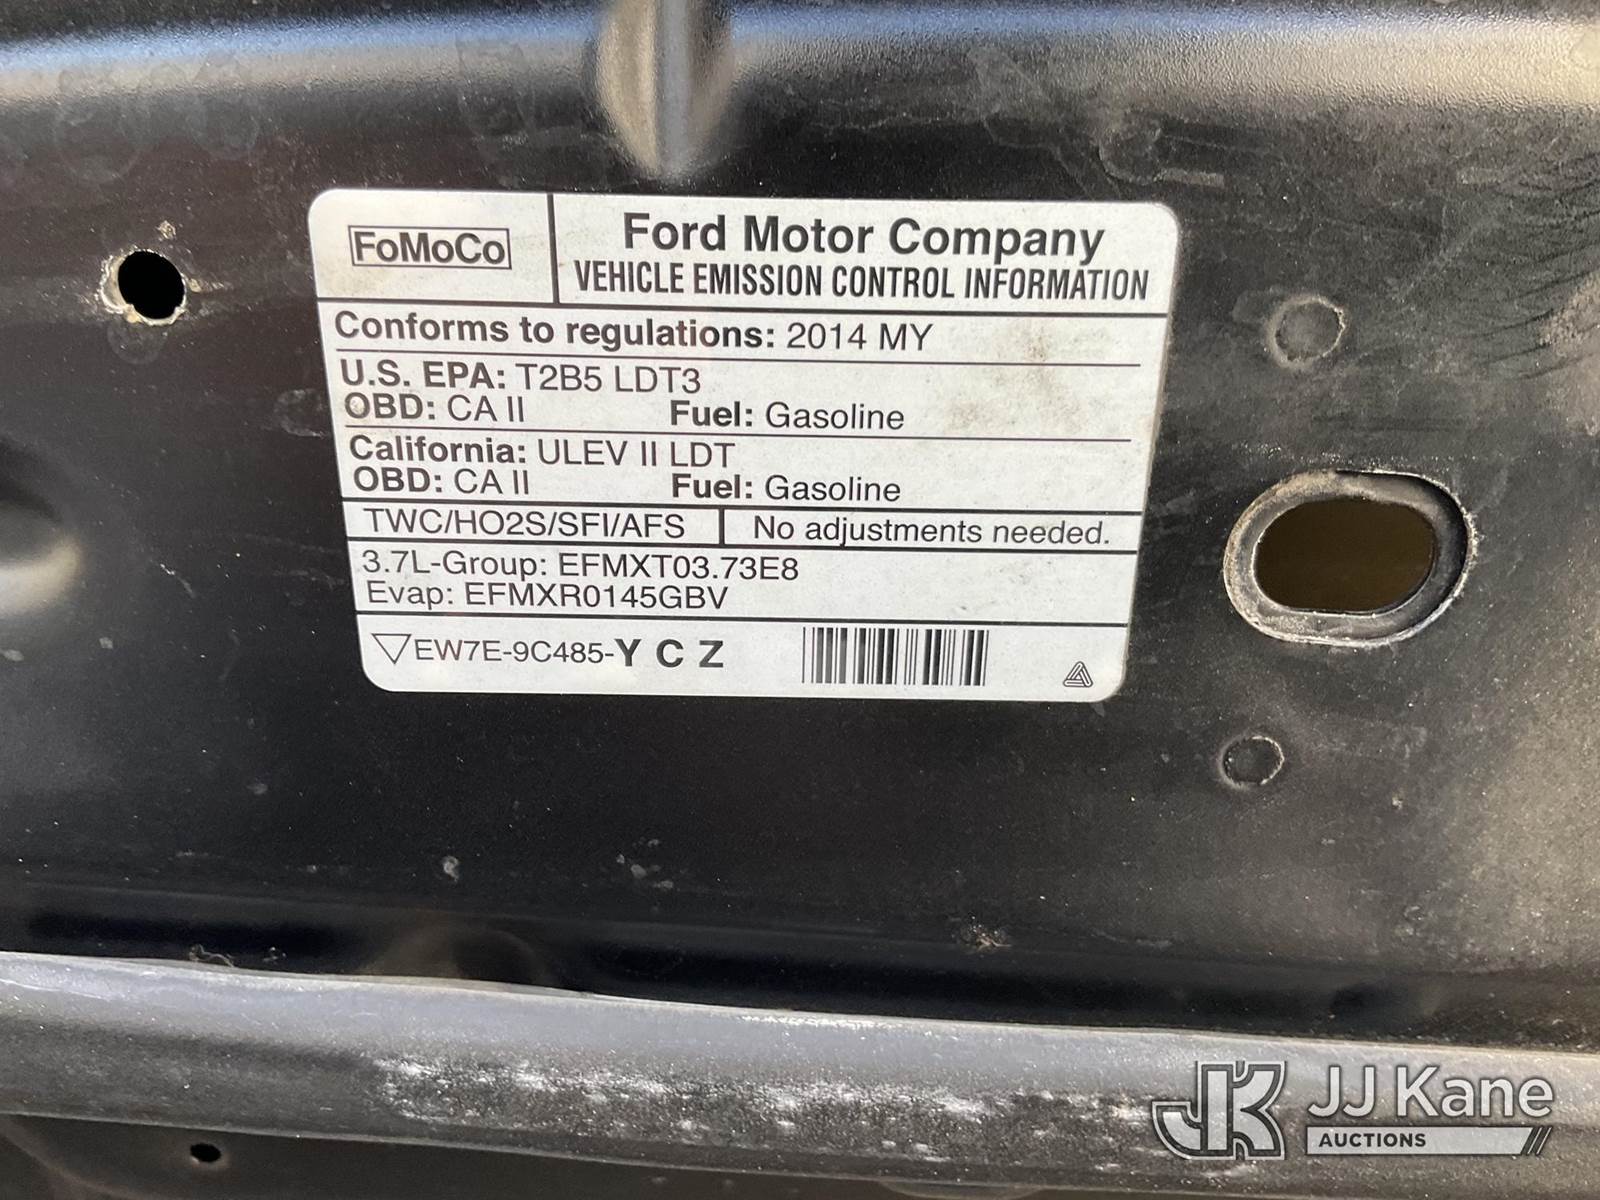 FoMoCo
Ford Motor Company
VEHICLE EMISSION CONTROL INFORMATION
Conforms to regulations: 2014 MY
U.S. EPA: T2B5 LDT3
OBD: CA II Fuel: Gasoline
California: ULEV II LDT
OBD: CA II Fuel: Gasoline
TWC/HO2S/SFI/AFS No adjustments needed.
3.7L-Group: EFMXT03.73E8
Evap: EFMXR0145GBV
EW7E-9C485-Y C Z
JK JJ Kane
AUCTIONS